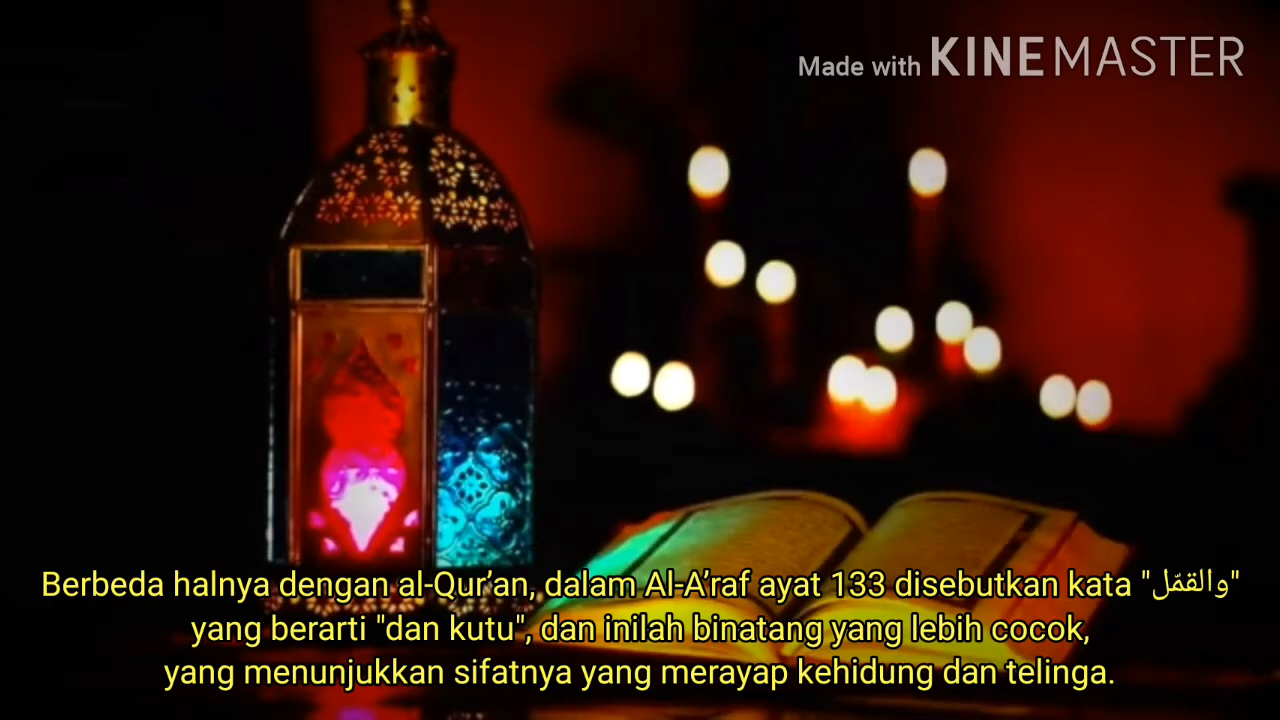 Made with KINEMASTER
Berbeda halnya dengan al-Qur’an, dalam Al-A’raf ayat 133 disebutkan kata "والقمّل"
yang berarti "dan kutu", dan inilah binatang yang lebih cocok,
yang menunjukkan sifatnya yang merayap kehidung dan telinga.